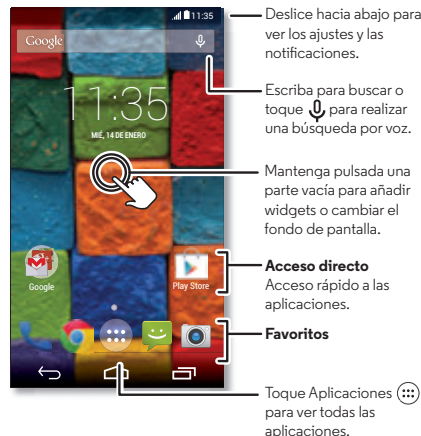 11:35
Google
11:35
MIÉ, 14 DE ENERO
Google
Play Store
Deslice hacia abajo para
ver los ajustes y las
notificaciones.
Escriba para buscar o
toque para realizar
una búsqueda por voz.
Mantenga pulsada una
parte vacía para añadir
widgets o cambiar el
fondo de pantalla.
Acceso directo
Acceso rápido a las
aplicaciones.
Favoritos
Toque Aplicaciones
para ver todas las
aplicaciones.